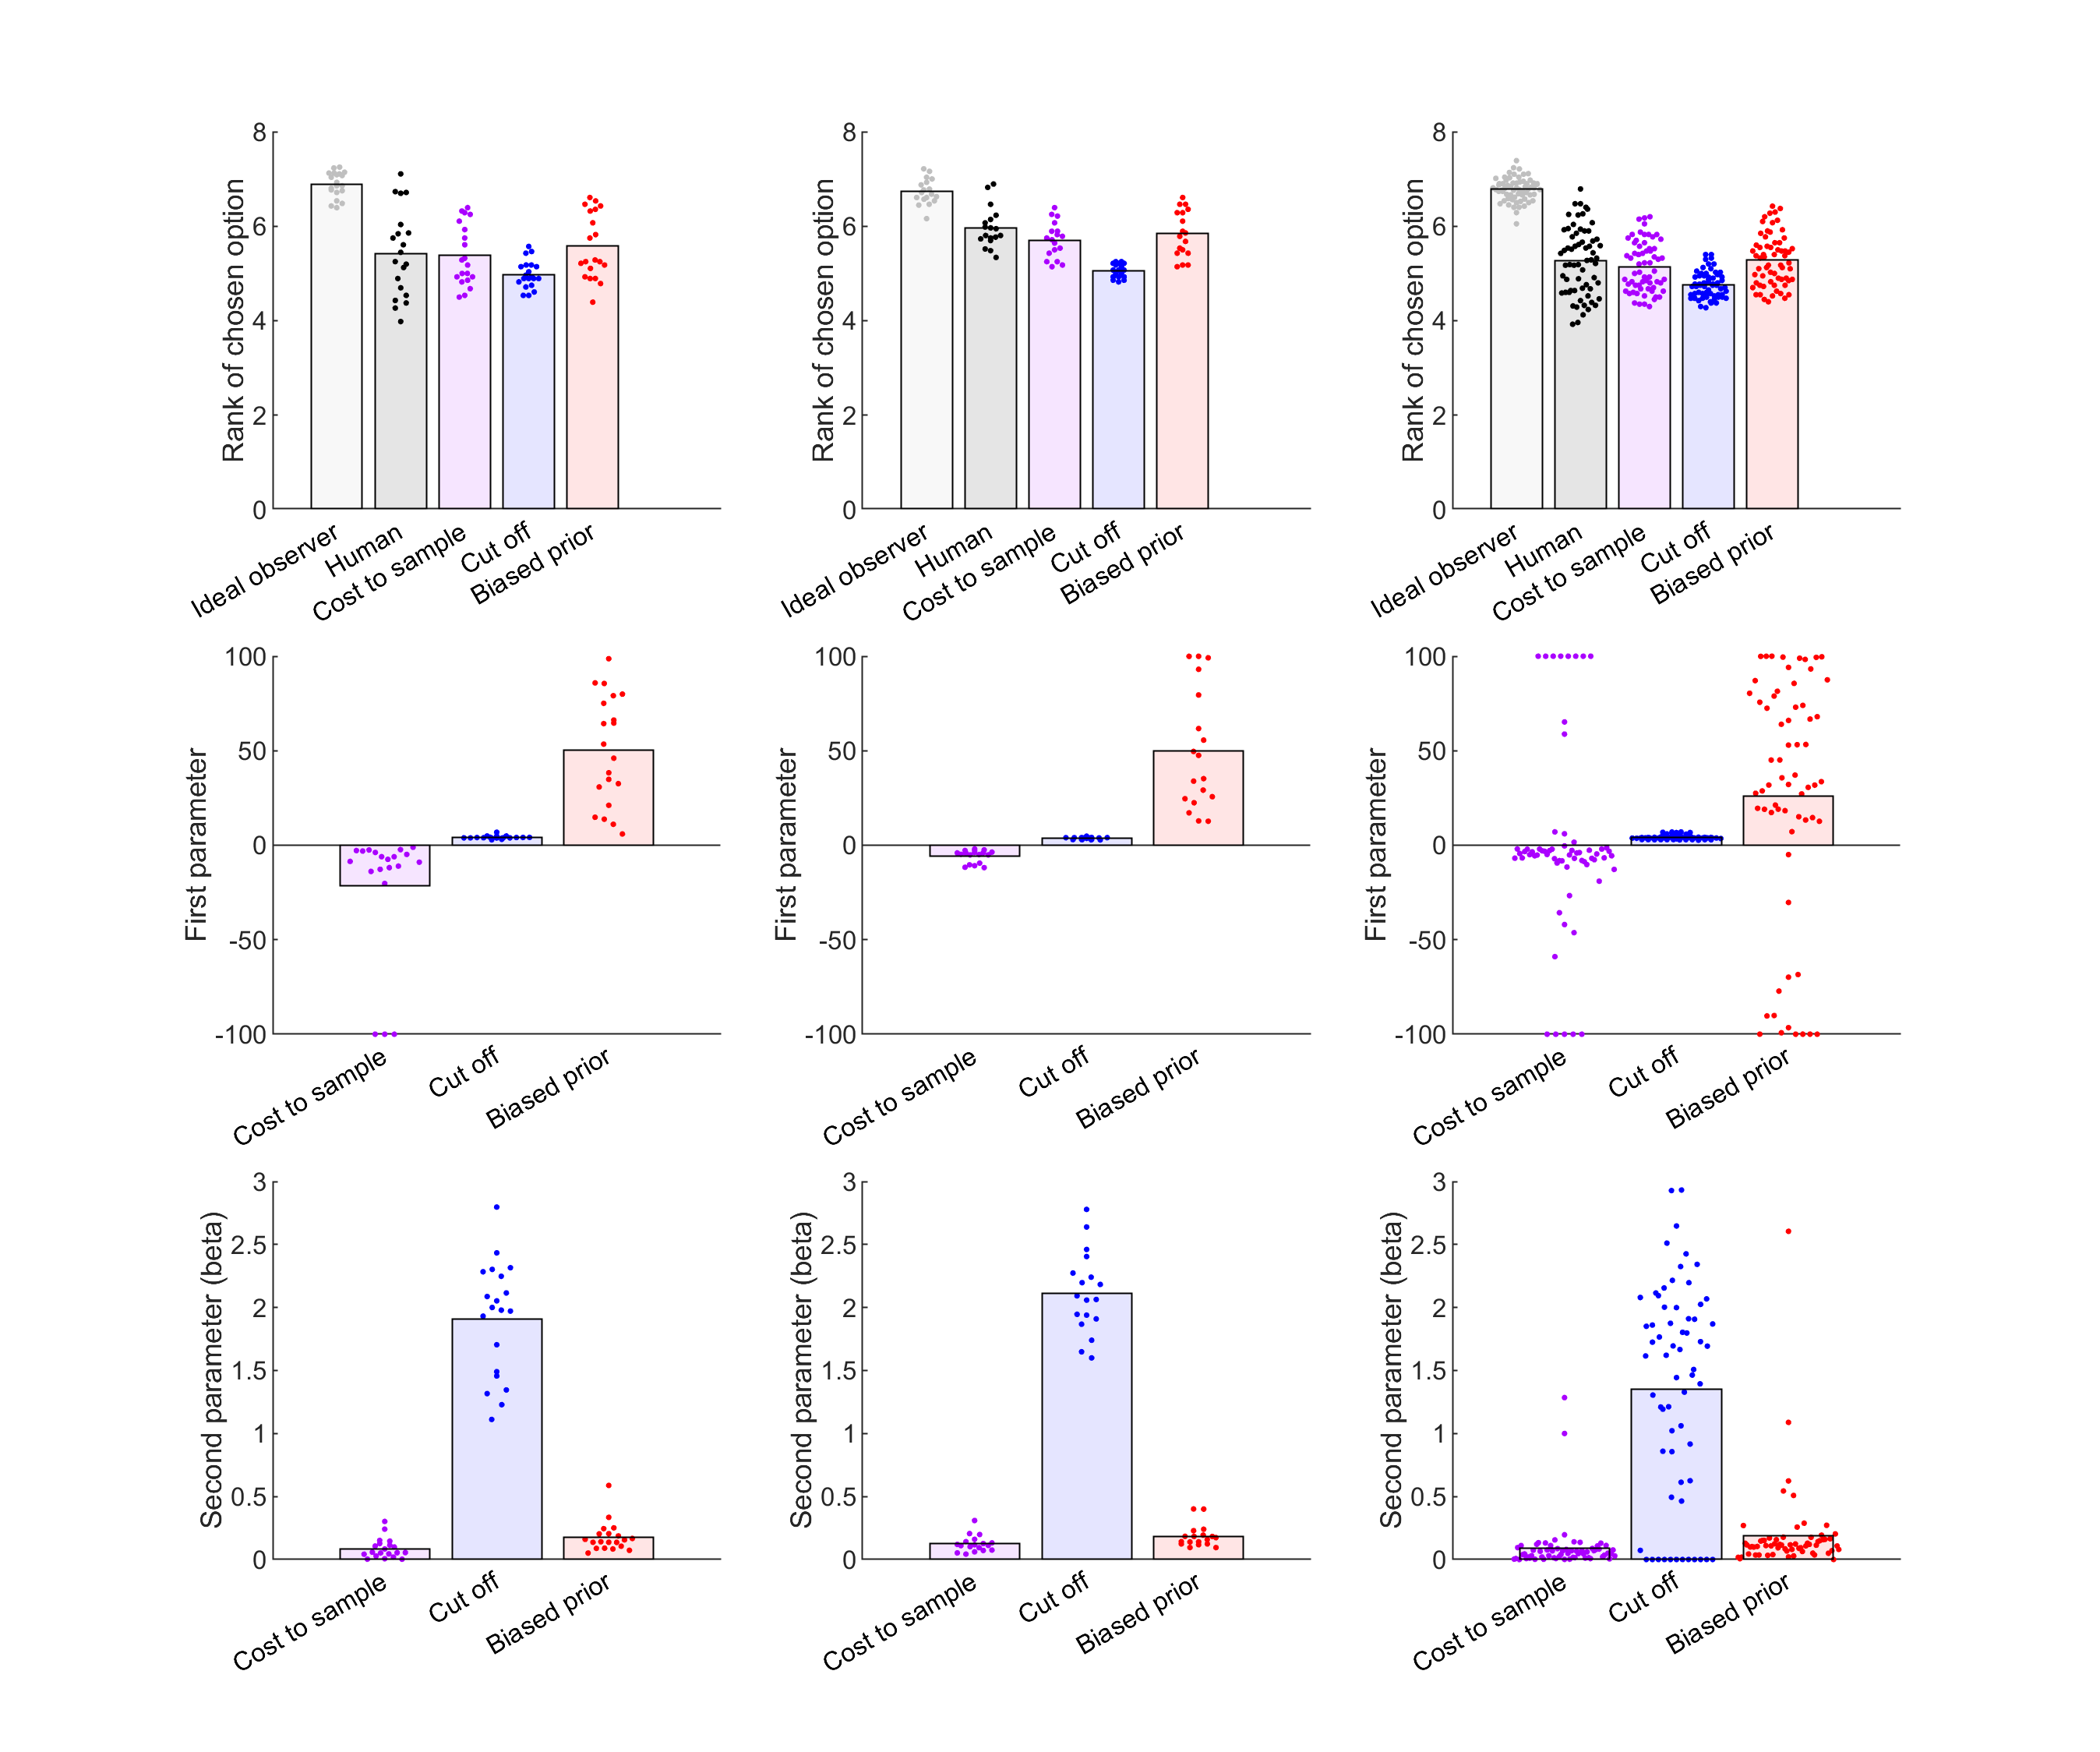 8
6
4
2
0
Rank of chosen option
Ideal observer
Human
Cost to sample
Cut off
Biased prior
8
6
4
2
0
Rank of chosen option
Ideal observer
Human
Cost to sample
Cut off
Biased prior
8
6
4
2
0
Rank of chosen option
Ideal observer
Human
Cost to sample
Cut off
Biased prior
100
50
0
-50
-100
First parameter
Cost to sample
Cut off
Biased prior
100
50
0
-50
-100
First parameter
Cost to sample
Cut off
Biased prior
100
50
0
-50
-100
First parameter
Cost to sample
Cut off
Biased prior
3
2.5
2
1.5
1
0.5
0
Second parameter (beta)
Cost to sample
Cut off
Biased prior
3
2.5
2
1.5
1
0.5
0
Second parameter (beta)
Cost to sample
Cut off
Biased prior
3
2.5
2
1.5
1
0.5
0
Second parameter (beta)
Cost to sample
Cut off
Biased prior